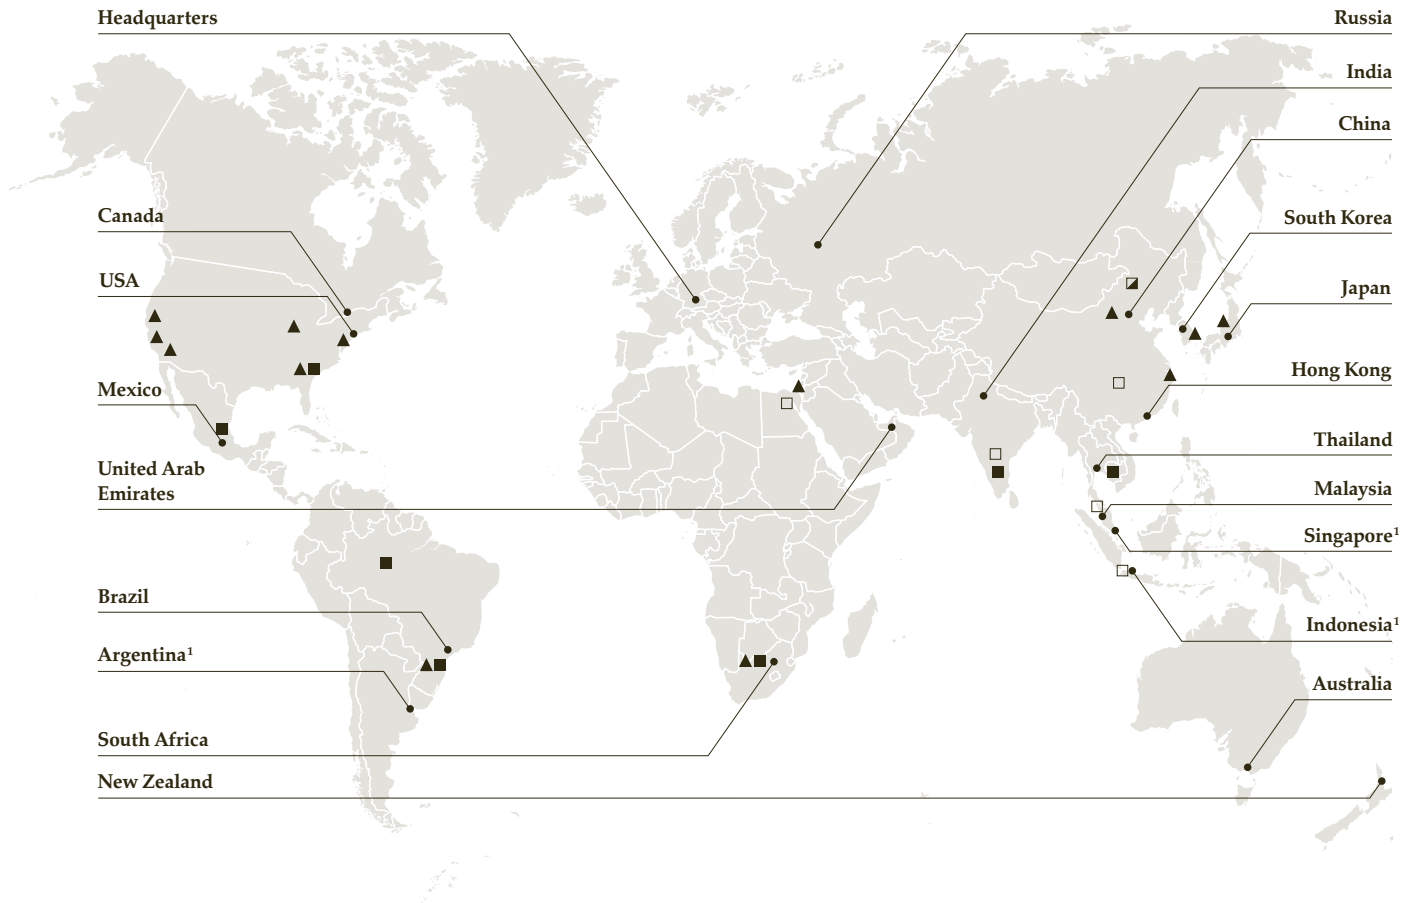 Headquarters
Canada
USA
Mexico
United Arab
Emirates
Brazil
Argentina¹
South Africa
New Zealand
Russia
India
China
South Korea
Japan
Hong Kong
Thailand
Malaysia
Singapore¹
Indonesia¹
Australia